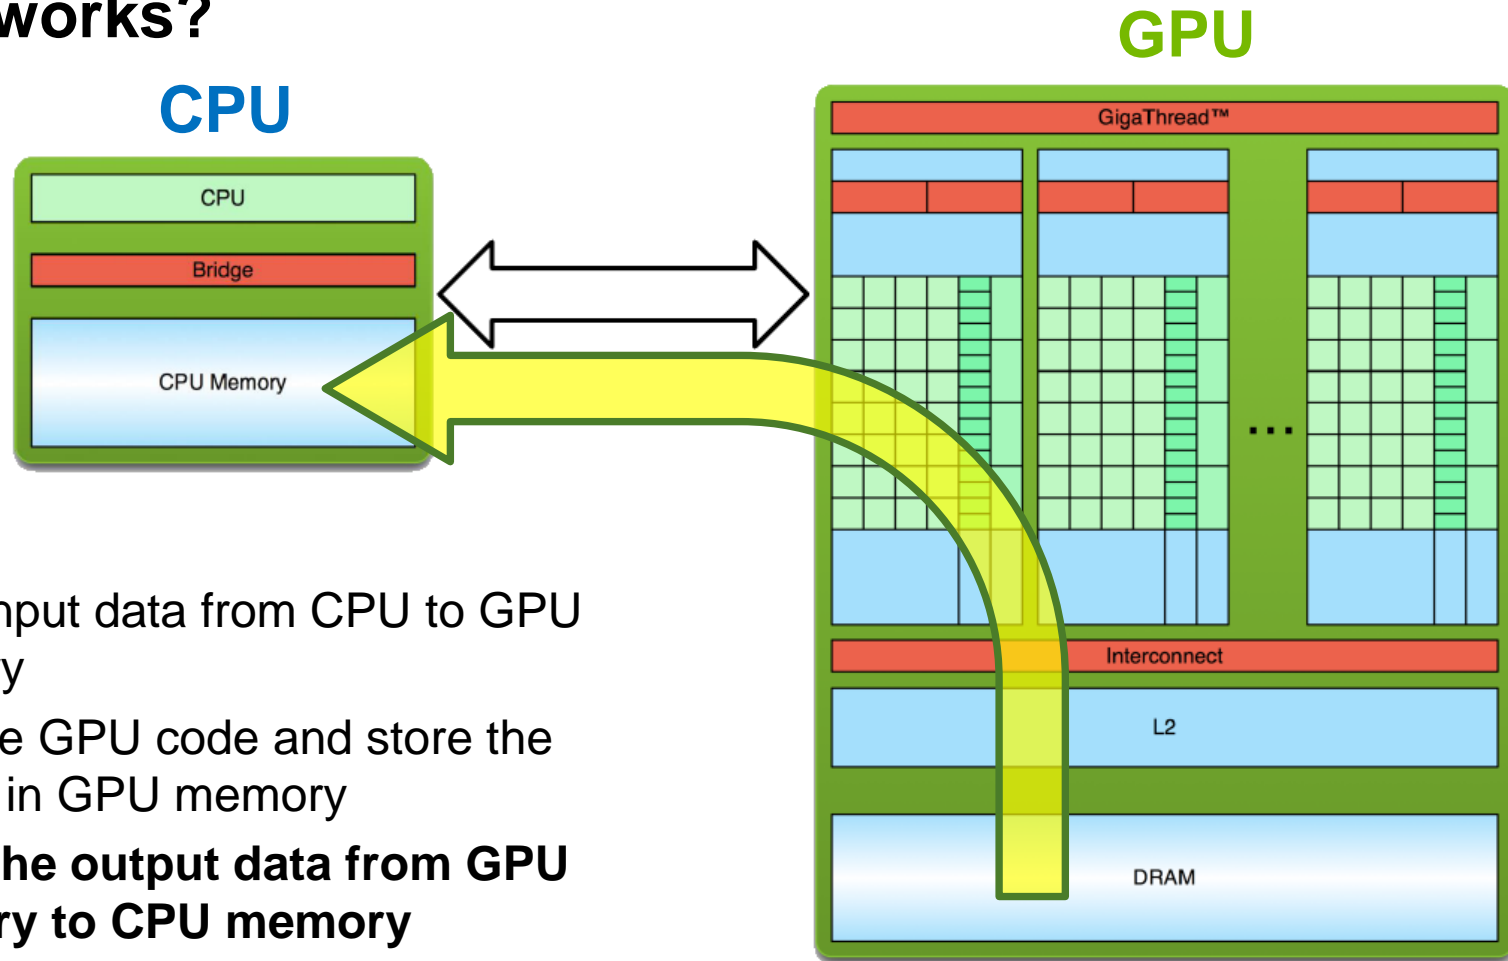 works?
GPU
CPU
GigaThread™
CPU
Bridge
CPU Memory
...
nput data from CPU to GPU
y
e GPU code and store the
in GPU memory
he output data from GPU
ry to CPU memory
Interconnect
L2
DRAM